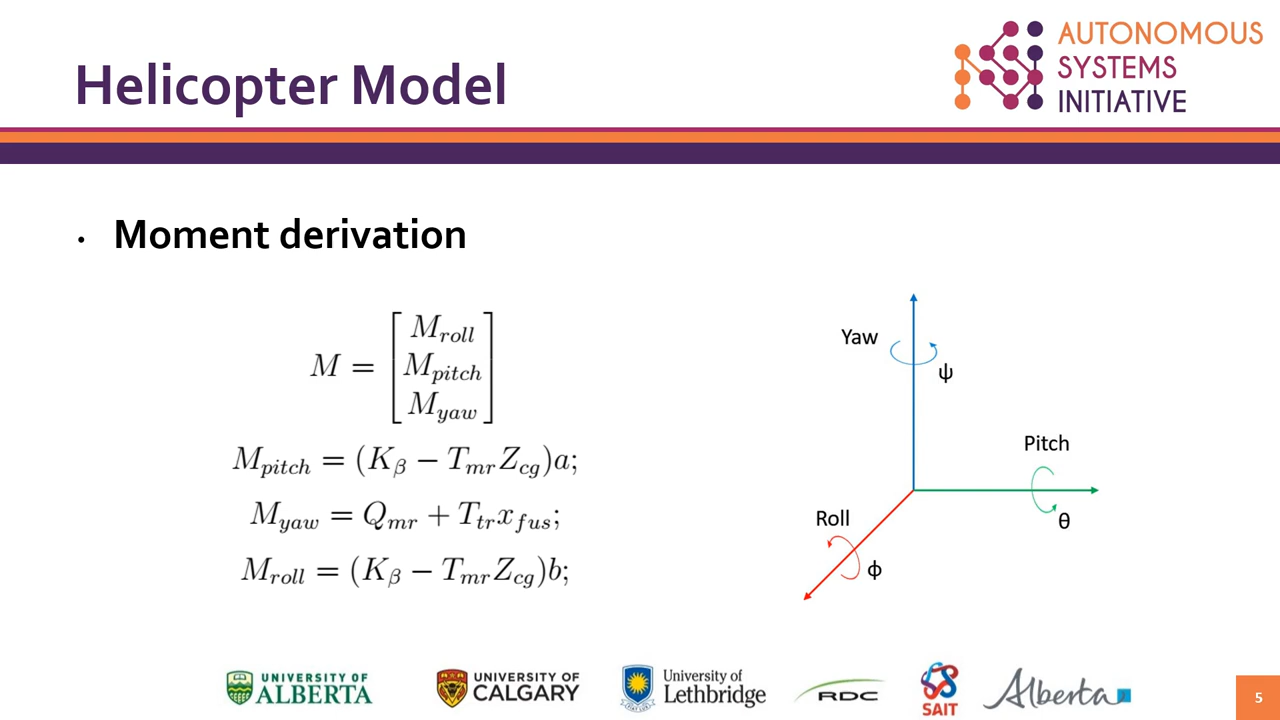 Helicopter Model
AUTONOMOUS
SYSTEMS
INITIATIVE
• Moment derivation
M = [M_roll
M_pitch
M_yaw]
M_pitch = (K_β − T_mr Z_cg)a;
M_yaw = Q_mr + T_tr x_fus;
M_roll = (K_β − T_mr Z_cg)b;
Yaw
ψ
Pitch
θ
Roll
ϕ
UNIVERSITY OF
ALBERTA
UNIVERSITY OF
CALGARY
University of
Lethbridge
RDC
SAIT
Alberta
5